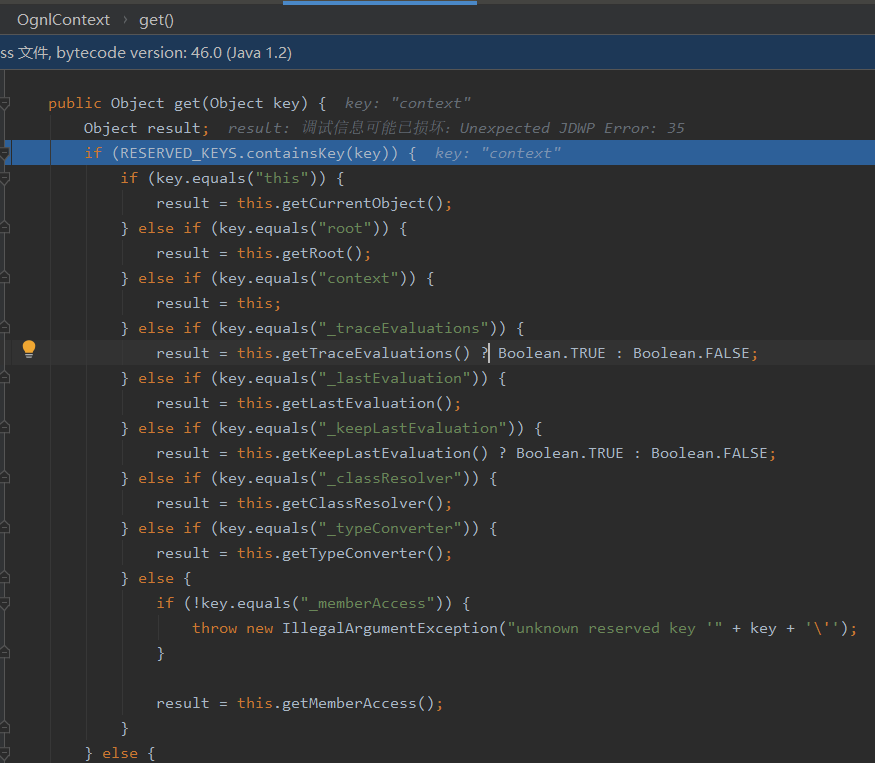 OgnlContext › get()
ss 文件, bytecode version: 46.0 (Java 1.2)
public Object get(Object key) {  key: "context"
    Object result;  result: 调试信息可能已损坏: Unexpected JDWP Error: 35
    if (RESERVED_KEYS.containsKey(key)) {  key: "context"
        if (key.equals("this")) {
            result = this.getCurrentObject();
        } else if (key.equals("root")) {
            result = this.getRoot();
        } else if (key.equals("context")) {
            result = this;
        } else if (key.equals("_traceEvaluations")) {
            result = this.getTraceEvaluations() ? Boolean.TRUE : Boolean.FALSE;
        } else if (key.equals("_lastEvaluation")) {
            result = this.getLastEvaluation();
        } else if (key.equals("_keepLastEvaluation")) {
            result = this.getKeepLastEvaluation() ? Boolean.TRUE : Boolean.FALSE;
        } else if (key.equals("_classResolver")) {
            result = this.getClassResolver();
        } else if (key.equals("_typeConverter")) {
            result = this.getTypeConverter();
        } else {
            if (!key.equals("_memberAccess")) {
                throw new IllegalArgumentException("unknown reserved key '" + key + '\'');
            }
            result = this.getMemberAccess();
        }
    } else {